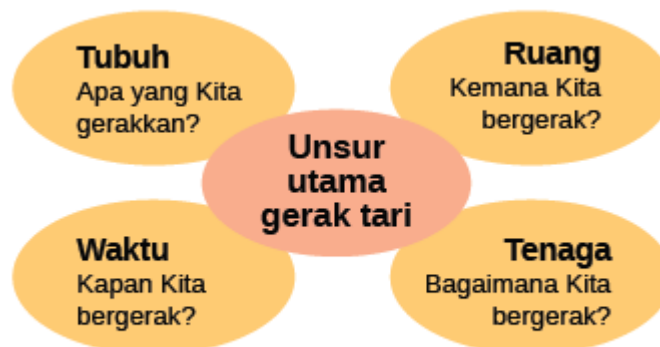 Tubuh
Apa yang Kita
gerakkan?
Ruang
Kemana Kita
bergerak?
Unsur
utama
gerak tari
Waktu
Kapan Kita
bergerak?
Tenaga
Bagaimana Kita
bergerak?